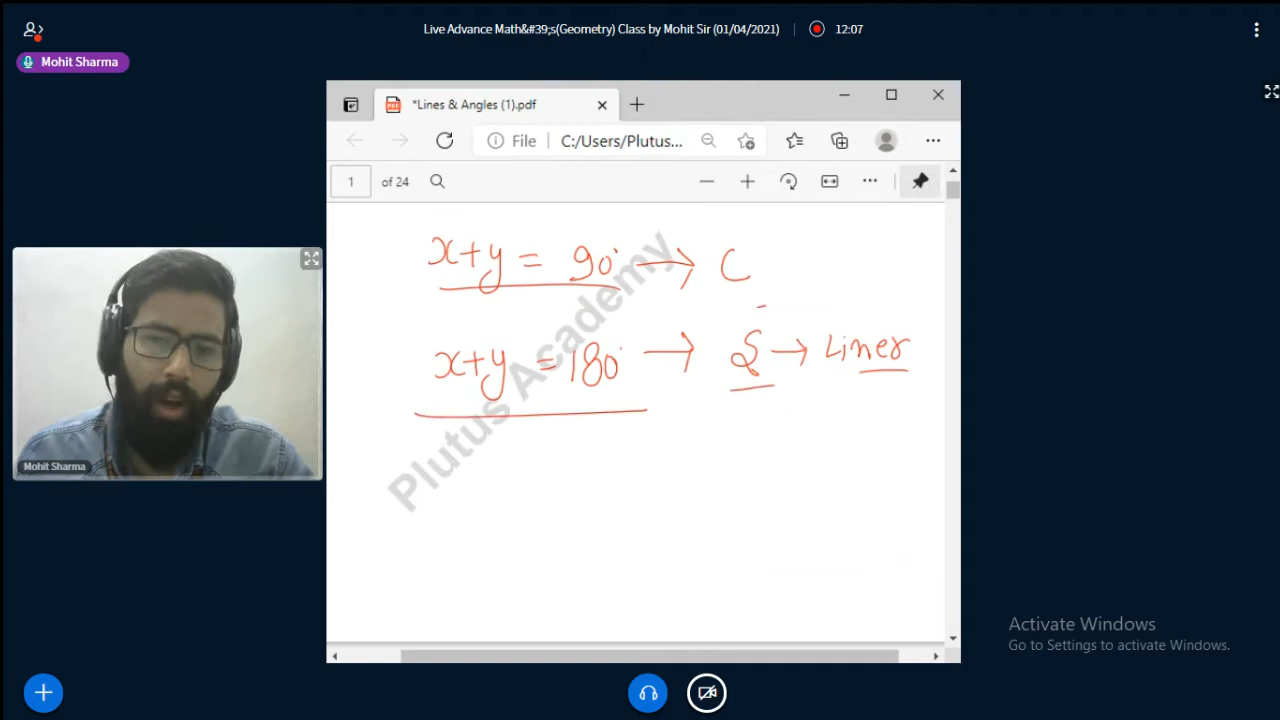 Live Advance Math&#39;s(Geometry) Class by Mohit Sir (01/04/2021)
12:07
Mohit Sharma
*Lines & Angles (1).pdf
File
C:/Users/Plutus...
1
of 24
x+y = 90° → C
x+y = 180° → S → Liner
Plutus Academy
Mohit Sharma
Activate Windows
Go to Settings to activate Windows.